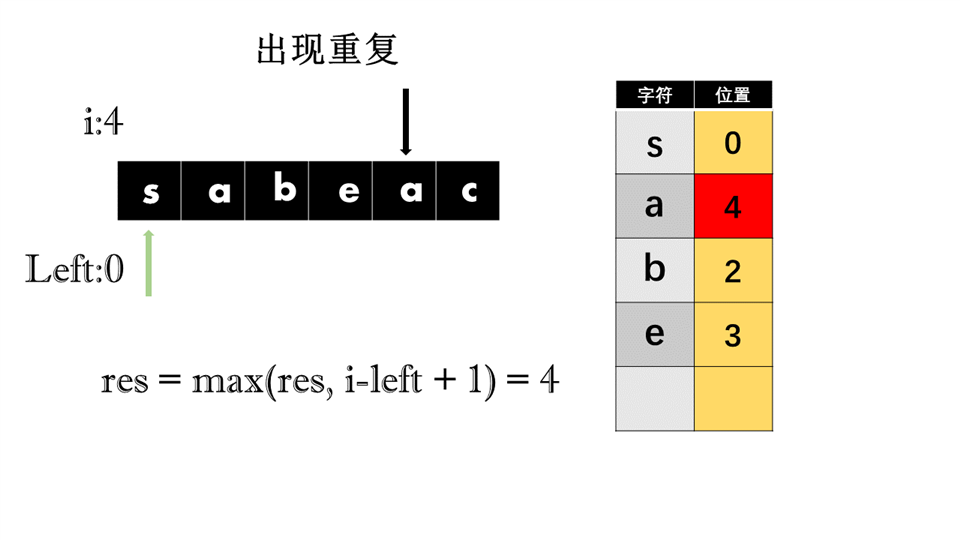 出现重复
i:4
s a b e a c
Left:0
res = max(res, i-left + 1) = 4
字符 位置
s 0
a 4
b 2
e 3